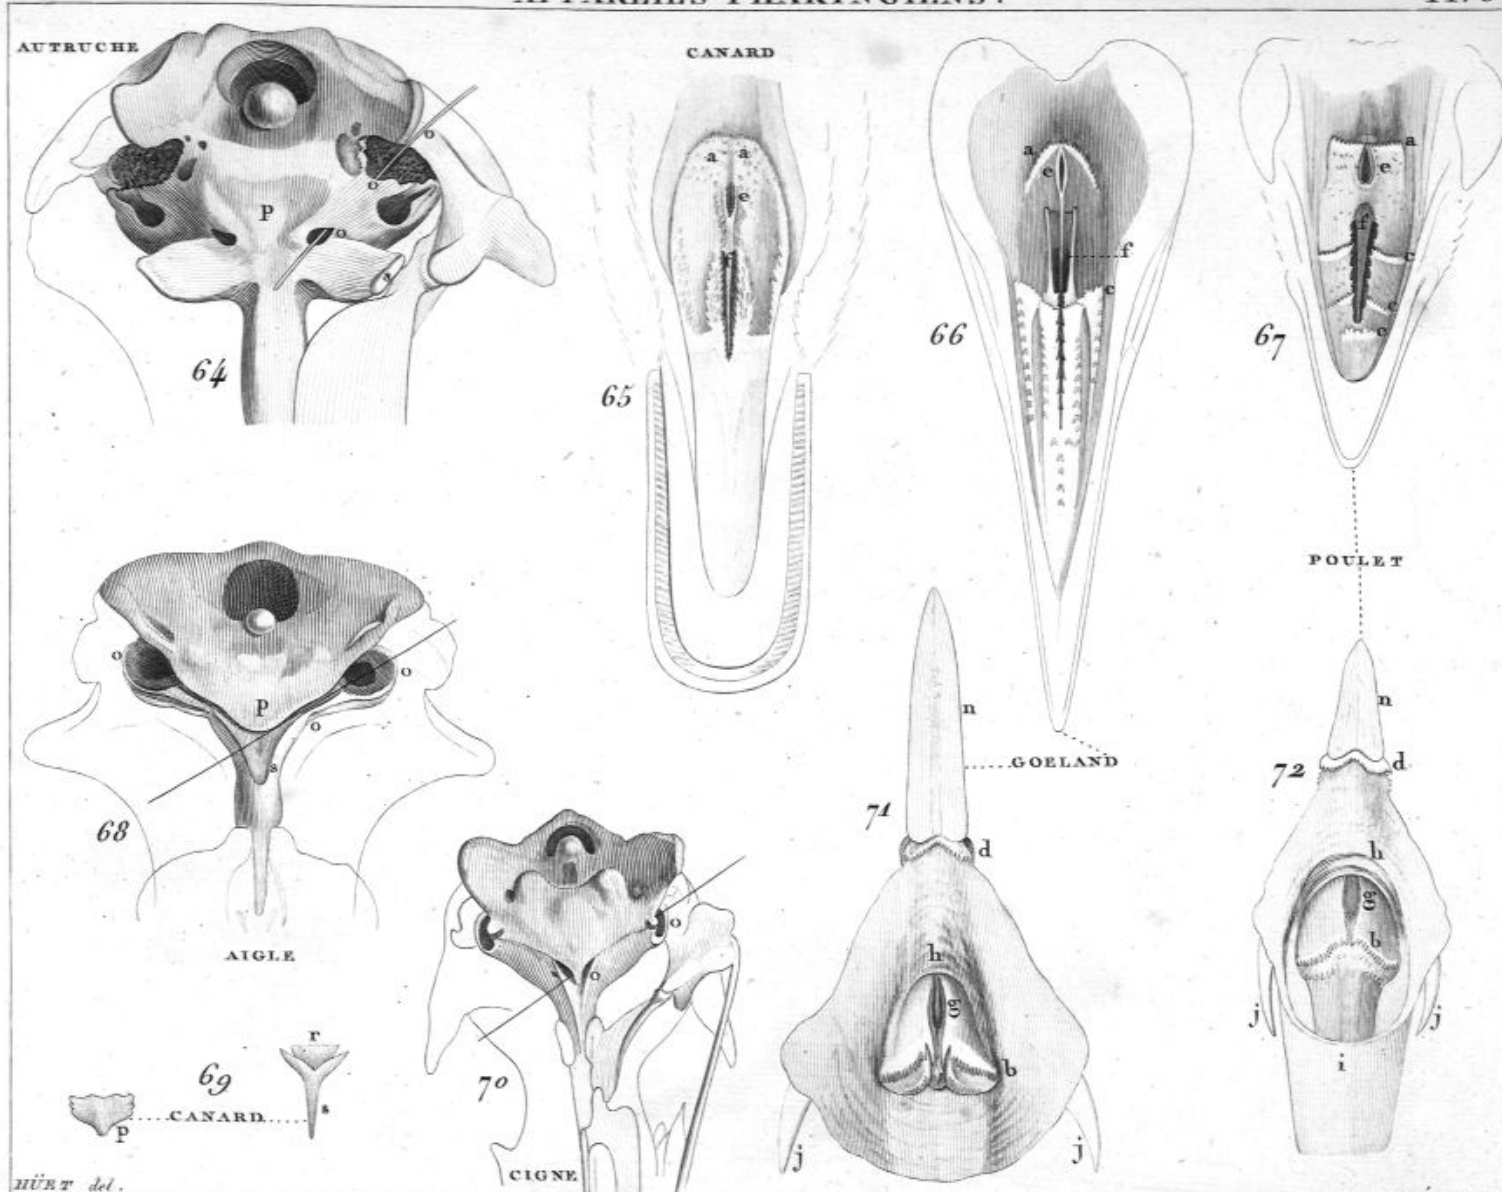 AUTRUCHE
CANARD
o
o
p
o
64
a a
e
f
65
a
e
f
c
66
a
e
f
c
c
c
67
POULET
o
o
p
o
s
68
AIGLE
69
r
CANARD
p
s
o
o
70
CIGNE
n
GOELAND
71
d
h
g
b
j
j
n
72
d
h
g
b
j
j
i
HÜET del.